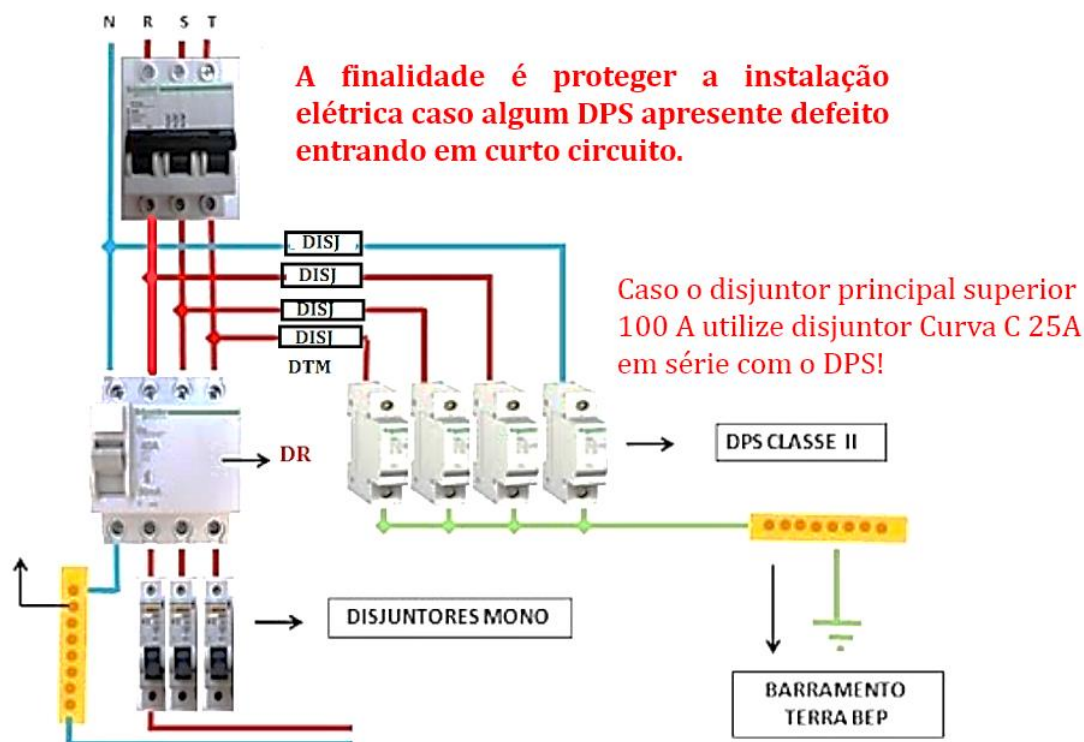 N R S T
A finalidade é proteger a instalação
elétrica caso algum DPS apresente defeito
entrando em curto circuito.
DISJ
DISJ
DISJ
DISJ
DTM
Caso o disjuntor principal superior
100 A utilize disjuntor Curva C 25A
em série com o DPS!
DR
DPS CLASSE II
DISJUNTORES MONO
BARRAMENTO
TERRA BEP